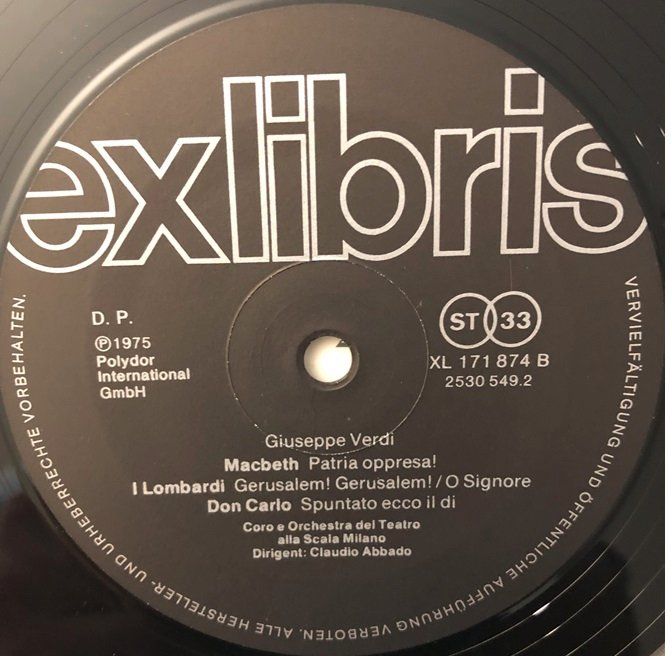 exlibris
D. P.
℗1975
Polydor
International
GmbH
ST 33
XL 171 874 B
2530 549.2
Giuseppe Verdi
Macbeth Patria oppresa!
I Lombardi Gerusalem! Gerusalem! / O Signore
Don Carlo Spuntato ecco il di
Coro e Orchestra del Teatro
alla Scala Milano
Dirigent: Claudio Abbado
VERVIELFÄLTIGUNG UND ÖFFENTLICHE AUFFÜHRUNG VERBOTEN. ALLE HERSTELLER- UND URHEBERRECHTE VORBEHALTEN.